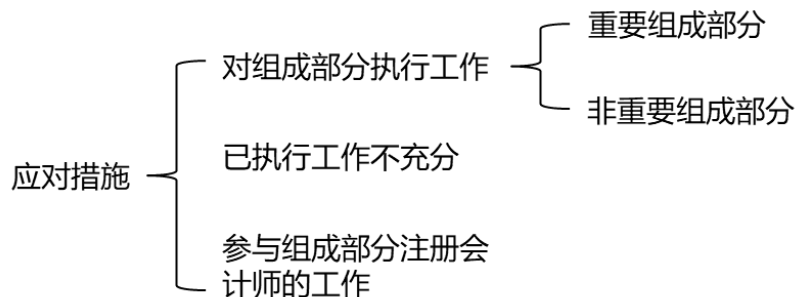 应对措施
对组成部分执行工作
重要组成部分
非重要组成部分
已执行工作不充分
参与组成部分注册会
计师的工作